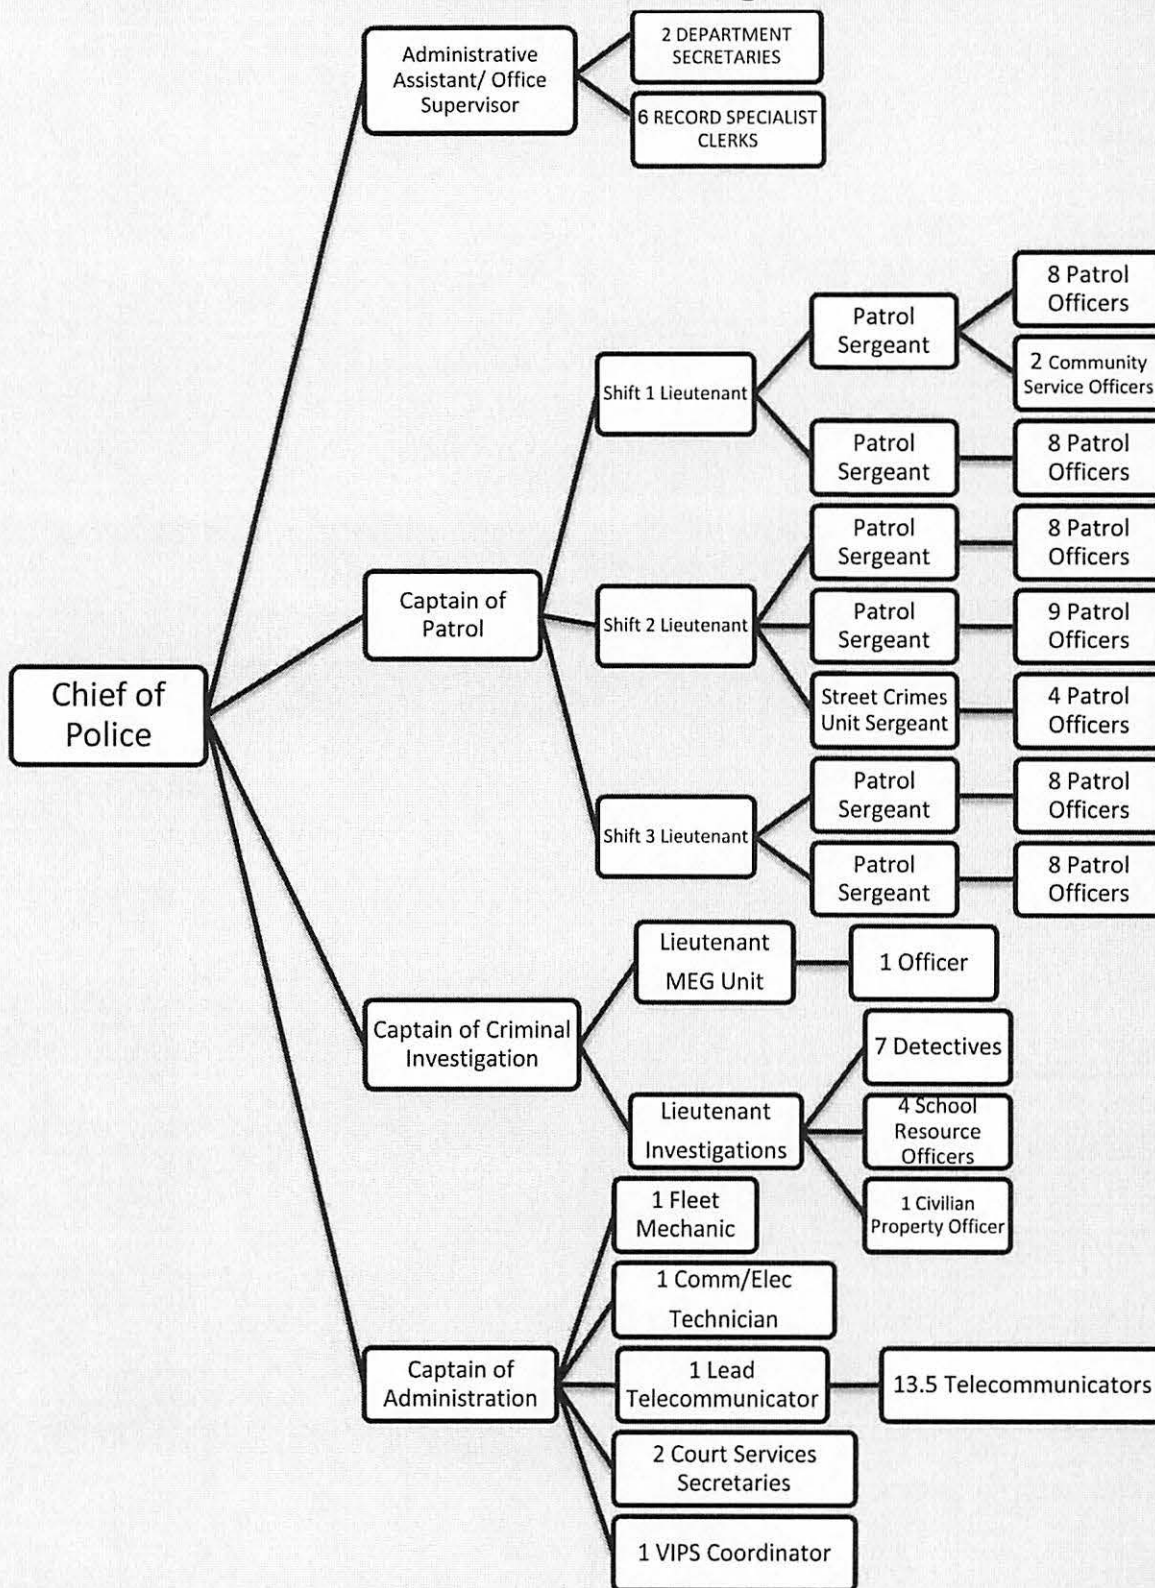 Administrative
Assistant/ Office
Supervisor
2 DEPARTMENT
SECRETARIES
6 RECORD SPECIALIST
CLERKS
Chief of
Police
Captain of
Patrol
Shift 1 Lieutenant
Patrol
Sergeant
8 Patrol
Officers
2 Community
Service Officers
Patrol
Sergeant
8 Patrol
Officers
Shift 2 Lieutenant
Patrol
Sergeant
8 Patrol
Officers
Patrol
Sergeant
9 Patrol
Officers
Street Crimes
Unit Sergeant
4 Patrol
Officers
Shift 3 Lieutenant
Patrol
Sergeant
8 Patrol
Officers
Patrol
Sergeant
8 Patrol
Officers
Captain of Criminal
Investigation
Lieutenant
MEG Unit
1 Officer
Lieutenant
Investigations
7 Detectives
4 School
Resource
Officers
1 Civilian
Property Officer
Captain of
Administration
1 Fleet
Mechanic
1 Comm/Elec
Technician
1 Lead
Telecommunicator
13.5 Telecommunicators
2 Court Services
Secretaries
1 VIPS Coordinator